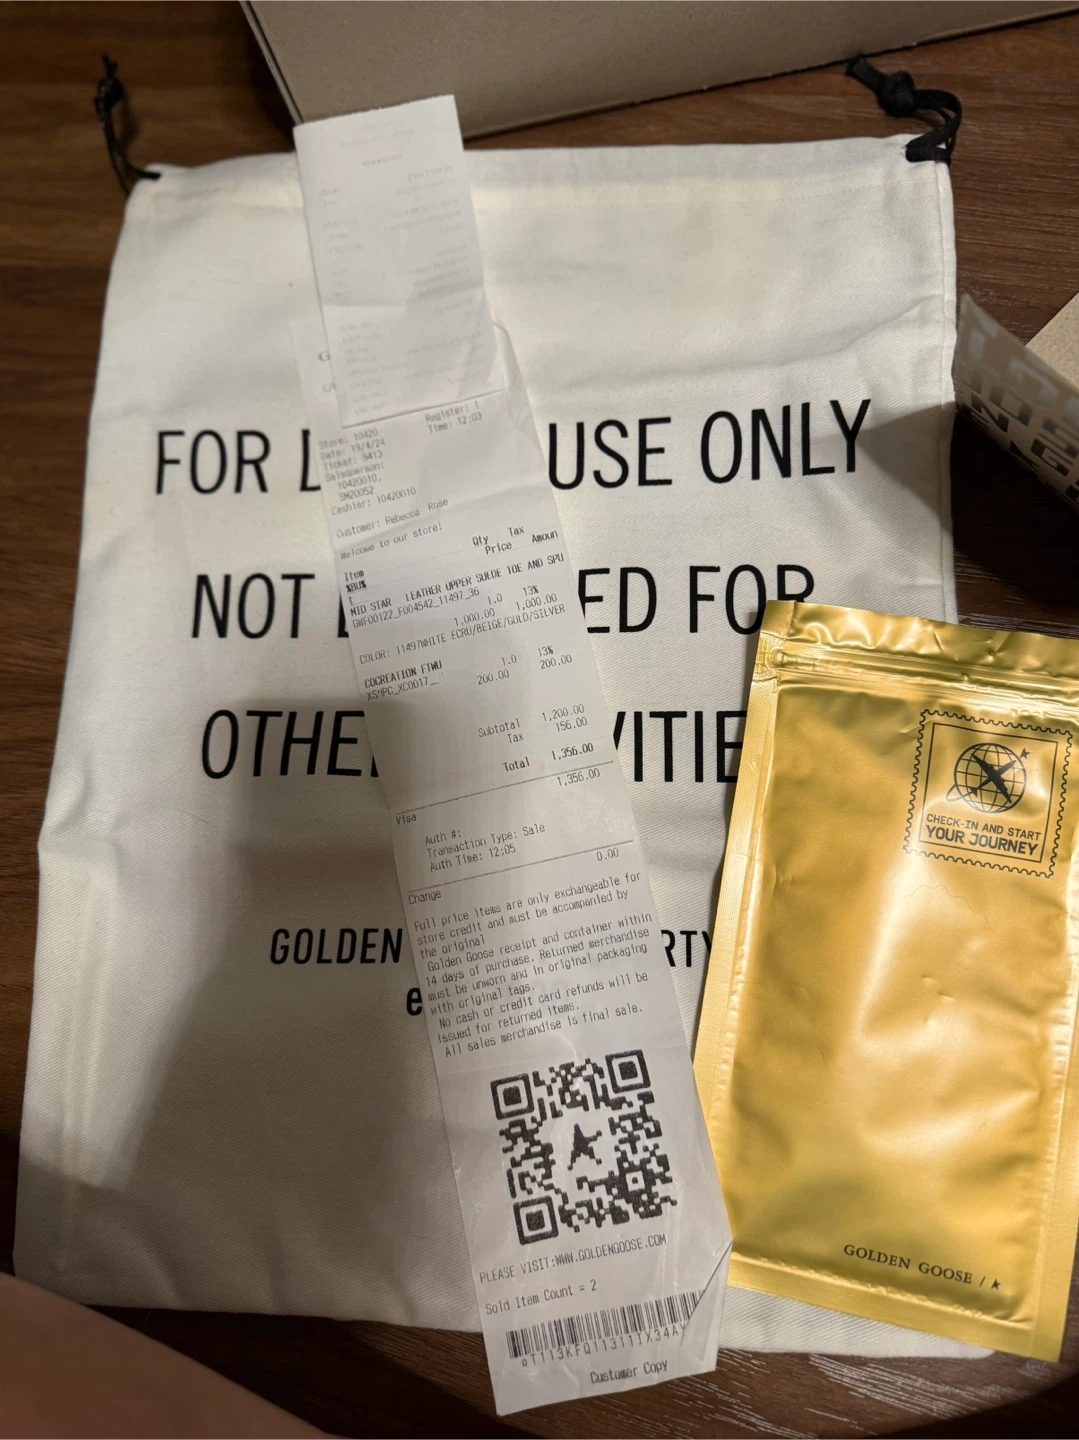 FOR L USE ONLY
NOT ED FOR
OTHE VITIE
GOLDEN RTY
e
G
Register: 1
Store: 10420
Time: 12:03
Date: 19/4/24
Ticket: 9413
Salesperson:
10420010,
SM20052
Cashier: 10420010
Customer: Rebecca Rose
Welcome to our store!
Qty Tax
Item Price Amoun
%BU%
t
MID STAR LEATHER UPPER SUEDE TOE AND SPU
GWF00122_F004542_11497_36
1.0 13%
1,000.00 1,000.00
COLOR: 11497WHITE ECRU/BEIGE/GOLD/SILVER
COCREATION FTWU 1.0 13%
XSMPC_XC0017__ 200.00 200.00
Subtotal 1,200.00
Tax 156.00
Total 1,356.00
1,356.00
Visa
Auth #:
Transaction Type: Sale
Auth Time: 12:05
0.00
Change
Full price items are only exchangeable for
store credit and must be accompanied by
the original
Golden Goose receipt and container within
14 days of purchase. Returned merchandise
must be unworn and in original packaging
with original tags.
No cash or credit card refunds will be
issued for returned items.
All sales merchandise is final sale.
PLEASE VISIT:WWW.GOLDENGOOSE.COM
Sold Item Count = 2
Customer Copy
CHECK-IN AND START
YOUR JOURNEY
GOLDEN GOOSE /